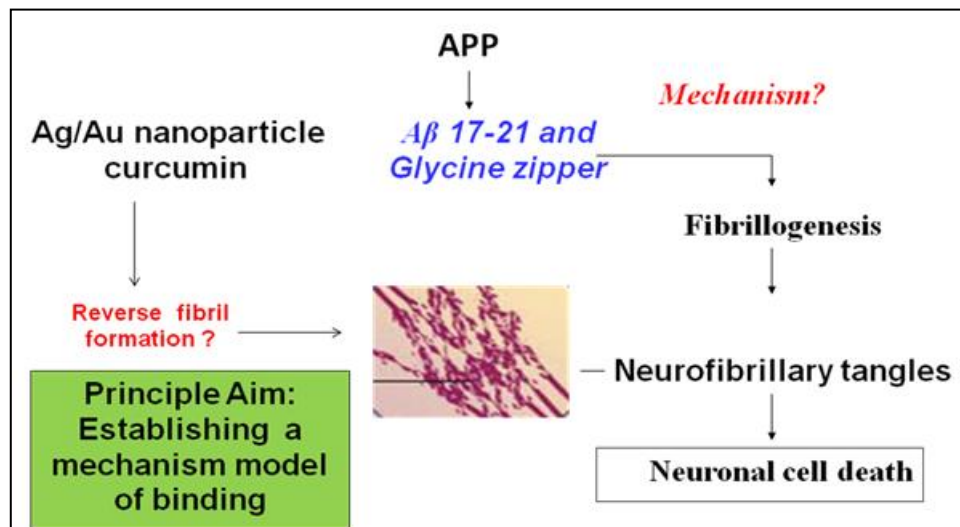 APP
Mechanism?
Ag/Au nanoparticle
curcumin
Aβ 17-21 and
Glycine zipper
Fibrillogenesis
Reverse fibril
formation ?
Neurofibrillary tangles
Principle Aim:
Establishing a
mechanism model
of binding
Neuronal cell death